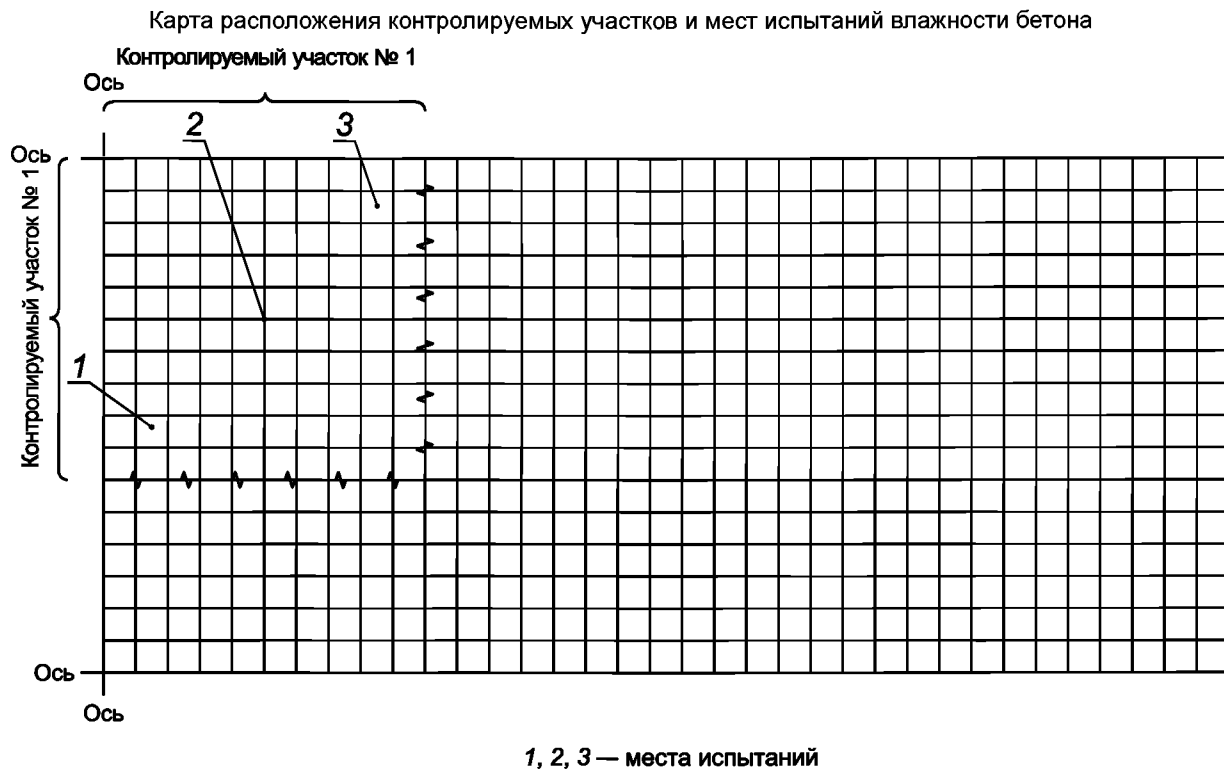 Карта расположения контролируемых участков и мест испытаний влажности бетона
Контролируемый участок № 1
Ось
2
3
Ось
Контролируемый участок № 1
1
Ось
Ось
1, 2, 3 — места испытаний